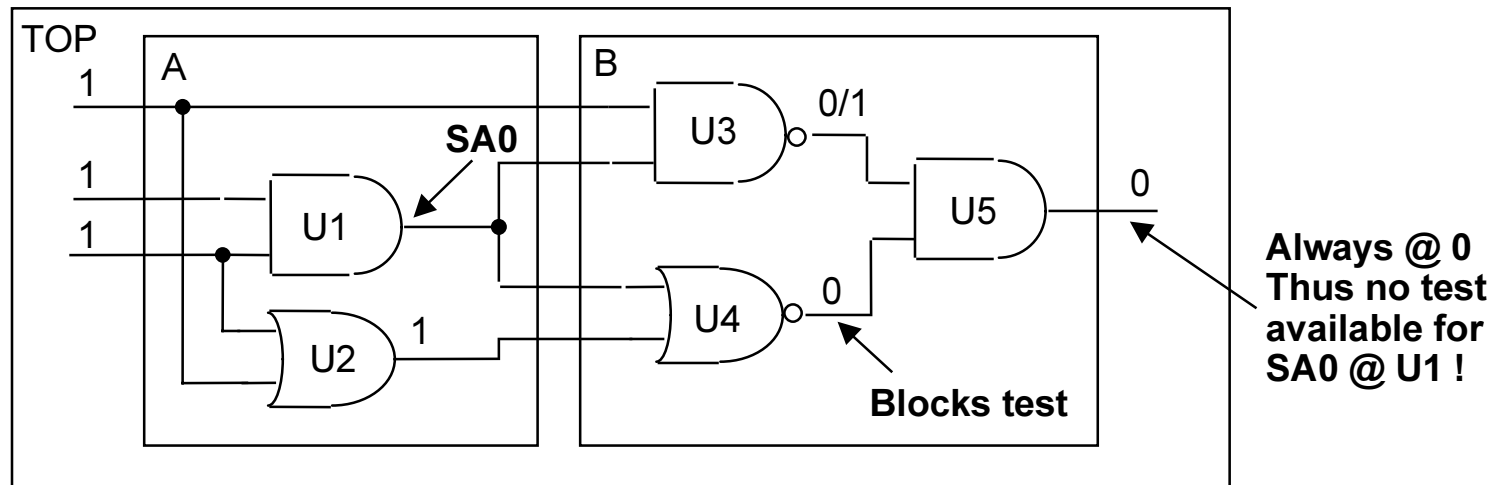 TOP
A
B
1
1
1
SA0
U1
U2
1
U3
0/1
U4
0
U5
0
Blocks test
Always @ 0
Thus no test
available for
SA0 @ U1 !